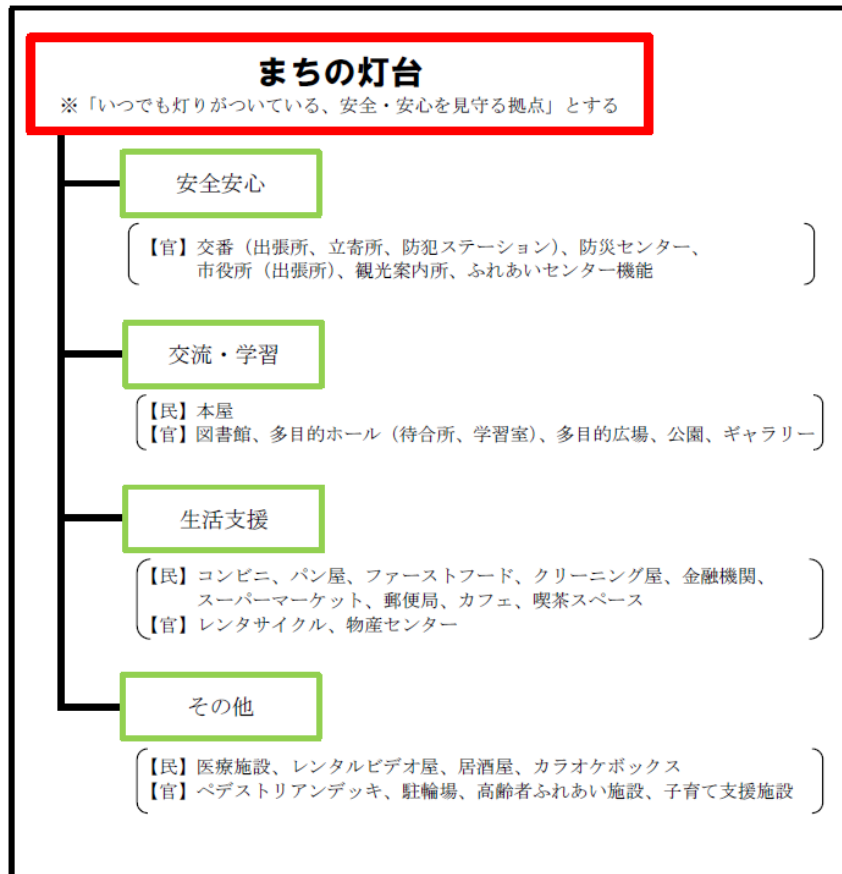 まちの灯台
※「いつでも灯りがついている、安全・安心を見守る拠点」とする
安全安心
【官】交番（出張所、立寄所、防犯ステーション）、防災センター、
市役所（出張所）、観光案内所、ふれあいセンター機能
交流・学習
【民】本屋
【官】図書館、多目的ホール（待合所、学習室）、多目的広場、公園、ギャラリー
生活支援
【民】コンビニ、パン屋、ファーストフード、クリーニング屋、金融機関、
スーパーマーケット、郵便局、カフェ、喫茶スペース
【官】レンタサイクル、物産センター
その他
【民】医療施設、レンタルビデオ屋、居酒屋、カラオケボックス
【官】ペデストリアンデッキ、駐輪場、高齢者ふれあい施設、子育て支援施設